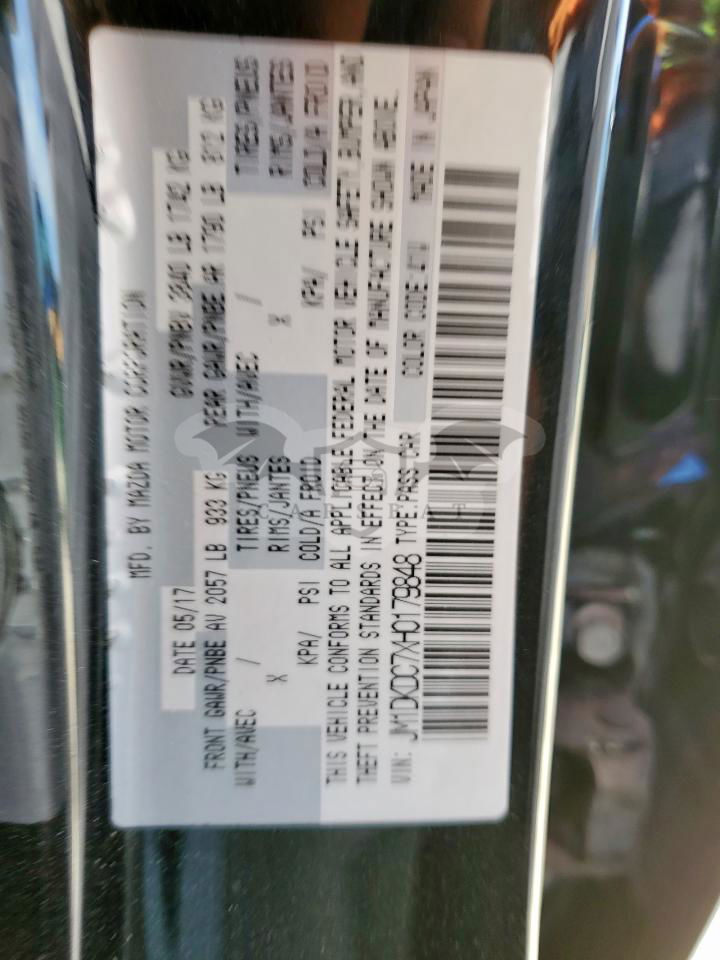 MFD. BY MAZDA MOTOR CORPORATION
DATE 05/17 GVWR/PNBV 3840 LB 1742 KG
FRONT GAWR/PNBE AV 2057 LB 933 KG REAR GAWR/PNBE AR 1790 LB 812 KG
WITH/AVEC / TIRES/PNEUS WITH/AVEC / TIRES/PNEUS
X RIMS/JANTES X RIMS/JANTES
KPA/ PSI COLD/A FROID KPA/ PSI COLD/A FROID
THIS VEHICLE CONFORMS TO ALL APPLICABLE FEDERAL MOTOR VEHICLE SAFETY, BUMPER, AND
THEFT PREVENTION STANDARDS IN EFFECT ON THE DATE OF MANUFACTURE SHOWN ABOVE.
VIN: JM1DKDC7XH0179848 TYPE:PASS CAR COLOR CODE: MADE IN JAPAN
CARSFAT